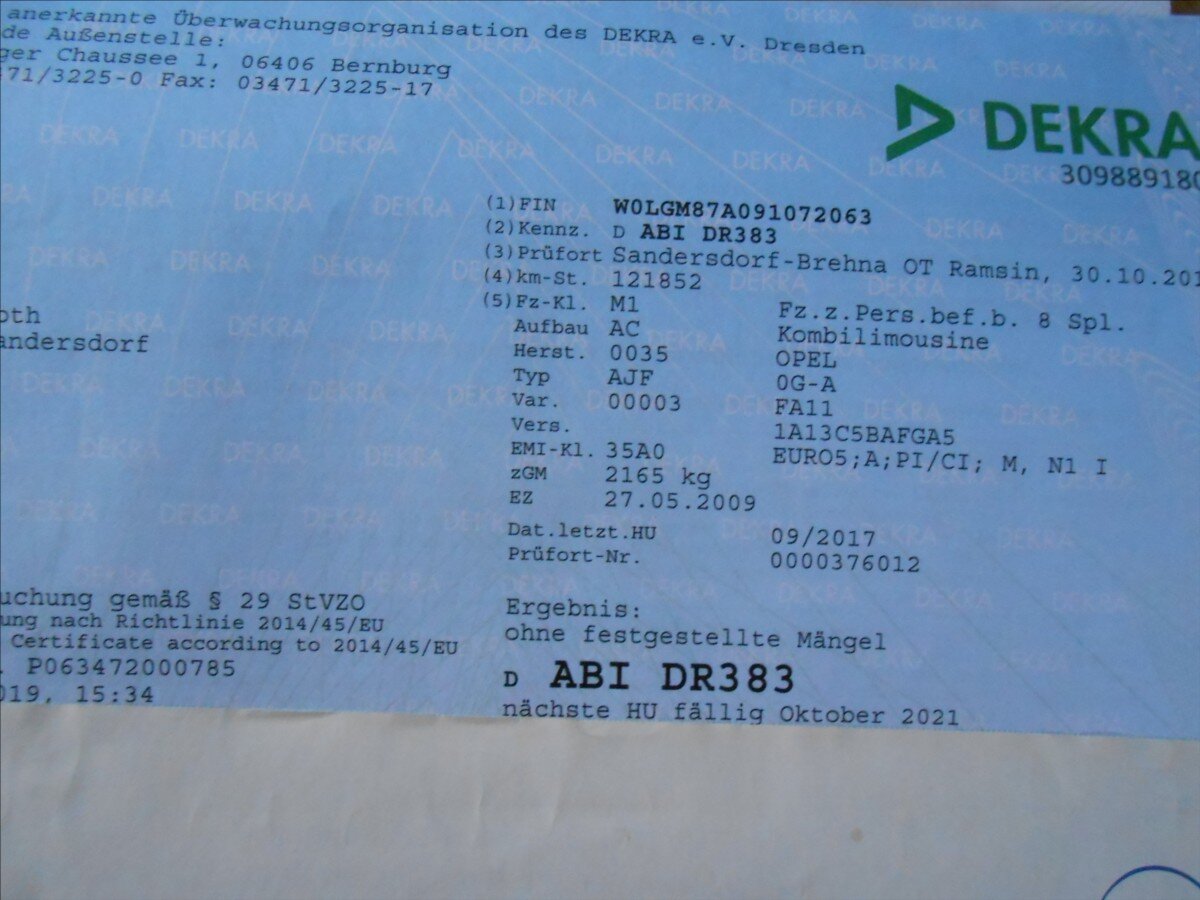 anerkannte Überwachungsorganisation des DEKRA e.V. Dresden
de Außenstelle:
ger Chaussee 1, 06406 Bernburg
471/3225-0 Fax: 03471/3225-17
DEKRA
309889180
(1)FIN W0LGM87A091072063
(2)Kennz. D ABI DR383
(3)Prüfort Sandersdorf-Brehna OT Ramsin, 30.10.201
(4)km-St. 121852
(5)Fz-Kl. M1 Fz.z.Pers.bef.b. 8 Spl.
Aufbau AC Kombilimousine
Herst. 0035 OPEL
Typ AJF 0G-A
Var. 00003 FA11
Vers. 1A13C5BAFGA5
EMI-Kl. 35A0 EURO5;A;PI/CI; M, N1 I
zGM 2165 kg
EZ 27.05.2009
Dat.letzt.HU 09/2017
Prüfort-Nr. 0000376012
oth
andersdorf
uchung gemäß § 29 StVZO
ung nach Richtlinie 2014/45/EU
Certificate according to 2014/45/EU
. P063472000785
019, 15:34
Ergebnis:
ohne festgestellte Mängel
D ABI DR383
nächste HU fällig Oktober 2021